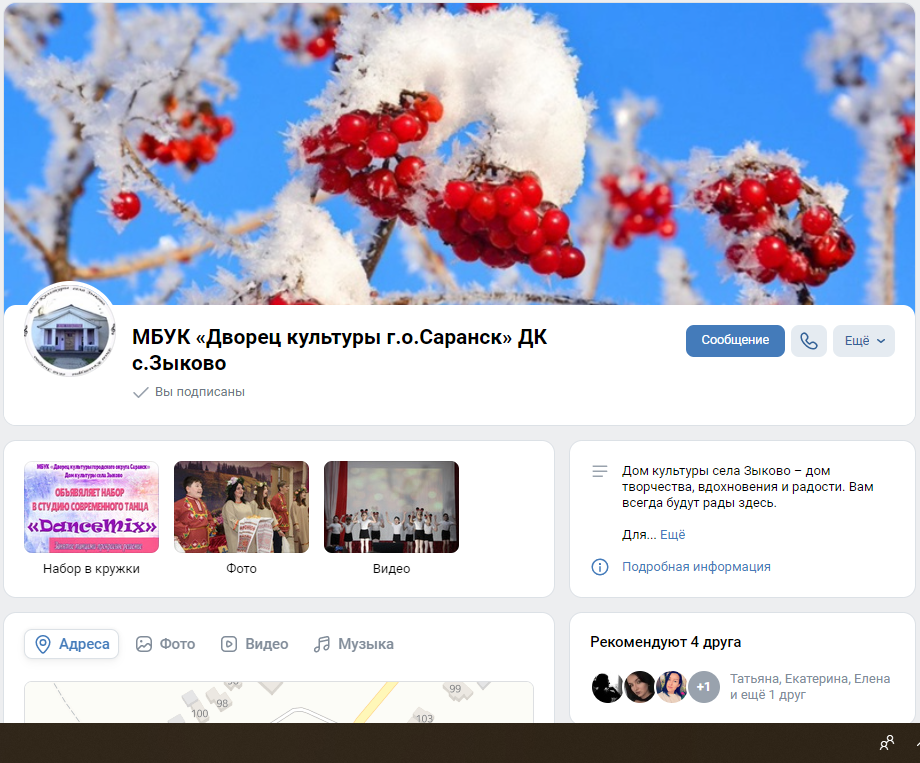 МБУК «Дворец культуры г.о.Саранск» ДК
с.Зыково
Вы подписаны
Сообщение
Ещё
МБУК «Дворец культуры городского округа Саранск»
Дом культуры села Зыково
ОБЪЯВЛЯЕТ НАБОР
В СТУДИЮ СОВРЕМЕННОГО ТАНЦА
«DanceMix»
Набор в кружки
Фото
Видео
Дом культуры села Зыково – дом
творчества, вдохновения и радости. Вам
всегда будут рады здесь.
Для... Ещё
Подробная информация
Адреса
Фото
Видео
Музыка
99
98
100
103
Рекомендуют 4 друга
+1
Татьяна, Екатерина, Елена
и ещё 1 друг